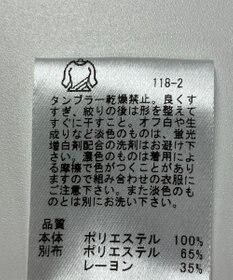 118-2
タンブラー乾燥禁止。良くす
すぎ、絞りの後は形を整えて
すぐに干すこと。オフ白や生
成りなど淡色のものは、蛍光
増白剤配合の洗剤はお避け下
さい。濃色のものは着用によ
る摩擦で色がつくことがあり
ますので組み合わせの衣服に
ご注意下さい。また淡色のも
のとは別にお洗い下さい。
品質
本体 ポリエステル 100%
別布 ポリエステル 65%
レーヨン 35%